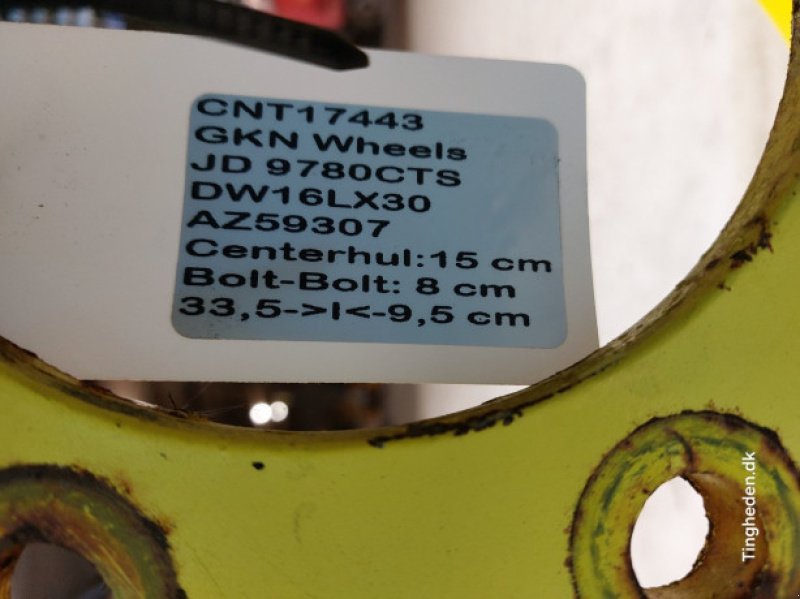 CNT17443
GKN Wheels
JD 9780CTS
DW16LX30
AZ59307
Centerhul:15 cm
Bolt-Bolt: 8 cm
33,5->I<-9,5 cm
Tingheden.dk